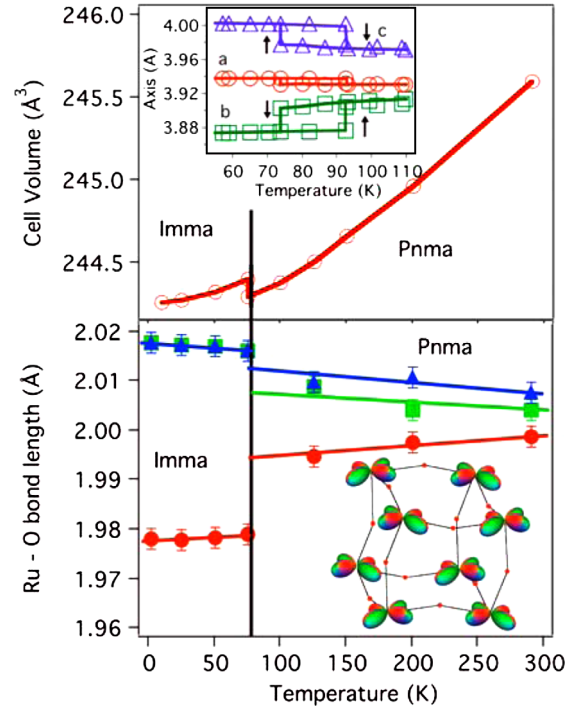 246.0
245.5
245.0
244.5
Cell Volume (Å³)
4.00
3.96
3.92
3.88
Axis (A)
c
a
b
60 70 80 90 100 110
Temperature (K)
Imma
Pnma
2.02
2.01
2.00
1.99
1.98
1.97
1.96
Ru - O bond length (Å)
Pnma
Imma
0 50 100 150 200 250 300
Temperature (K)